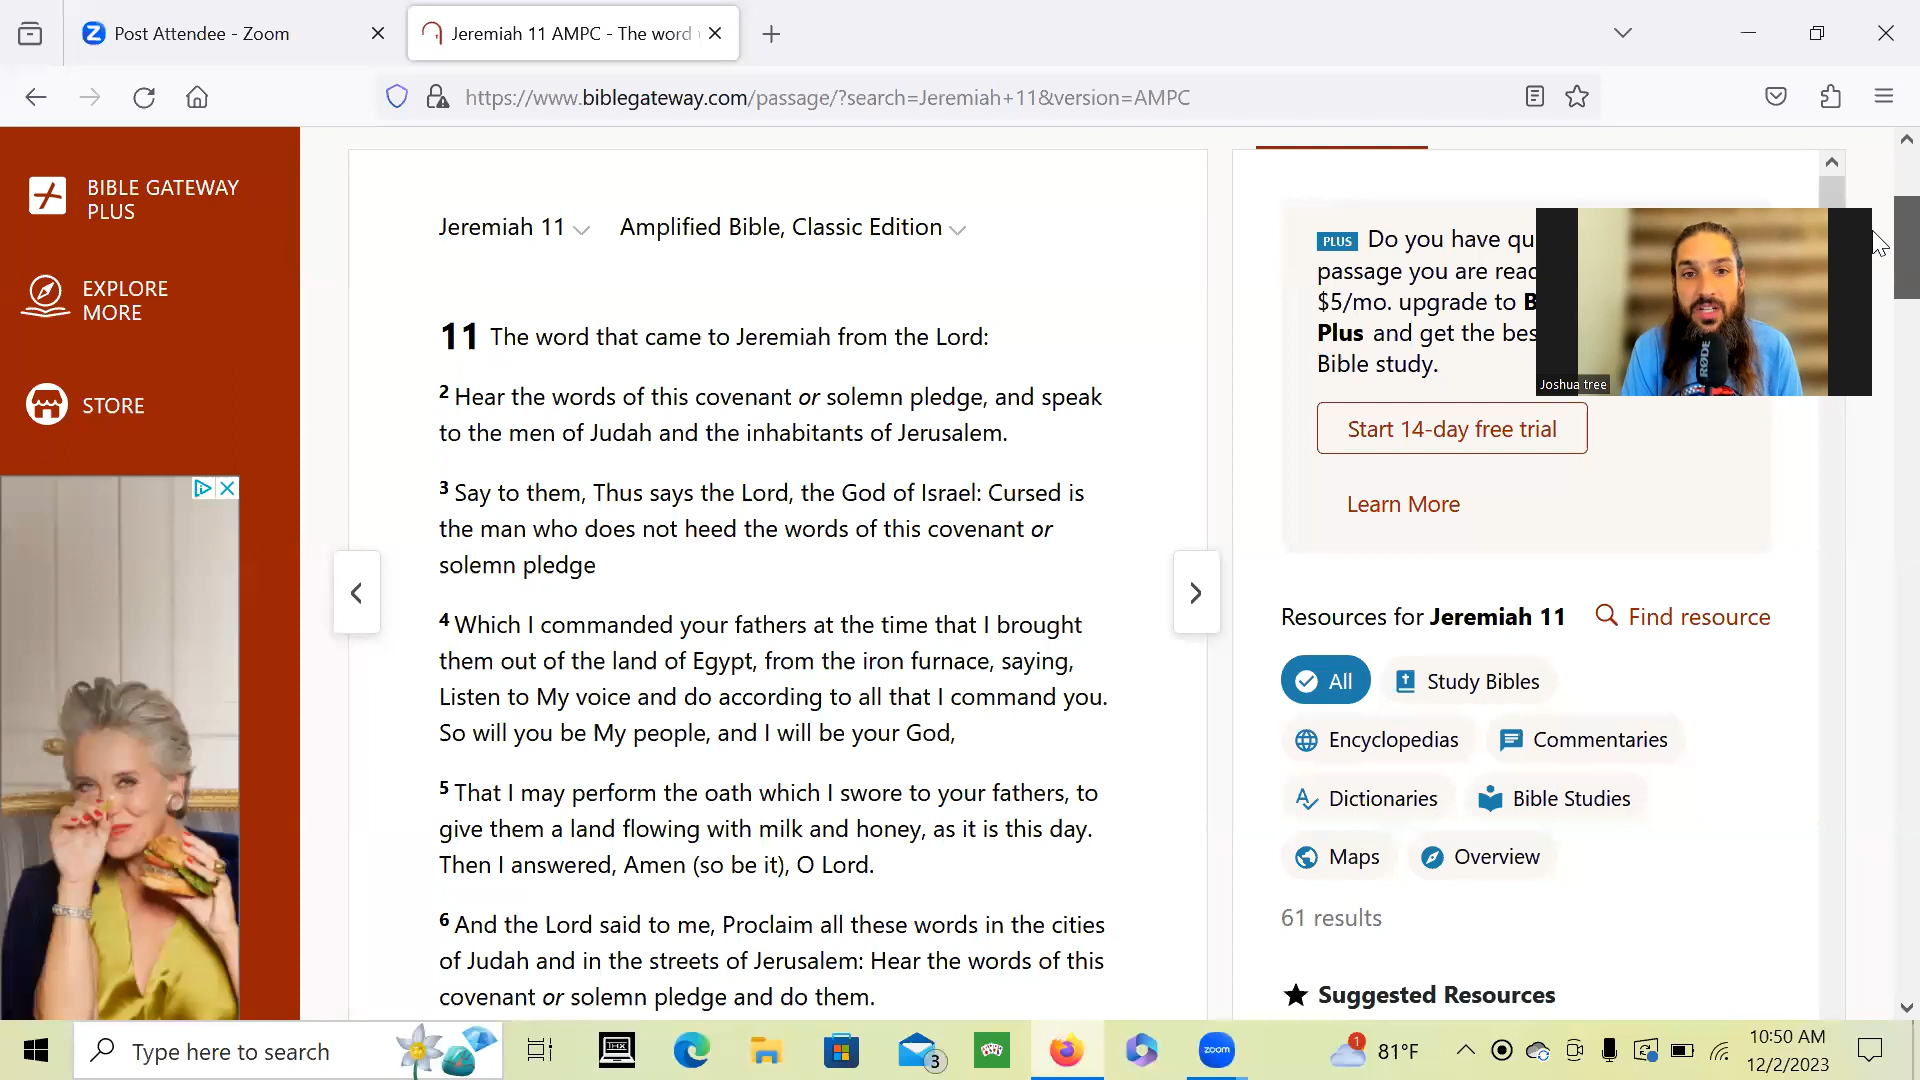 Post Attendee - Zoom
Jeremiah 11 AMPC - The word
https://www.biblegateway.com/passage/?search=Jeremiah+11&version=AMPC
BIBLE GATEWAY
PLUS
EXPLORE
MORE
STORE
Jeremiah 11
Amplified Bible, Classic Edition
11 The word that came to Jeremiah from the Lord:
2 Hear the words of this covenant or solemn pledge, and speak
to the men of Judah and the inhabitants of Jerusalem.
3 Say to them, Thus says the Lord, the God of Israel: Cursed is
the man who does not heed the words of this covenant or
solemn pledge
4 Which I commanded your fathers at the time that I brought
them out of the land of Egypt, from the iron furnace, saying,
Listen to My voice and do according to all that I command you.
So will you be My people, and I will be your God,
5 That I may perform the oath which I swore to your fathers, to
give them a land flowing with milk and honey, as it is this day.
Then I answered, Amen (so be it), O Lord.
6 And the Lord said to me, Proclaim all these words in the cities
of Judah and in the streets of Jerusalem: Hear the words of this
covenant or solemn pledge and do them.
PLUS Do you have qu
passage you are reac
$5/mo. upgrade to B
Plus and get the bes
Bible study.
Start 14-day free trial
Learn More
RØDE
Joshua tree
Resources for Jeremiah 11
Find resource
All
Study Bibles
Encyclopedias
Commentaries
Dictionaries
Bible Studies
Maps
Overview
61 results
Suggested Resources
Type here to search
THX
3
zoom
1
81°F
10:50 AM
12/2/2023